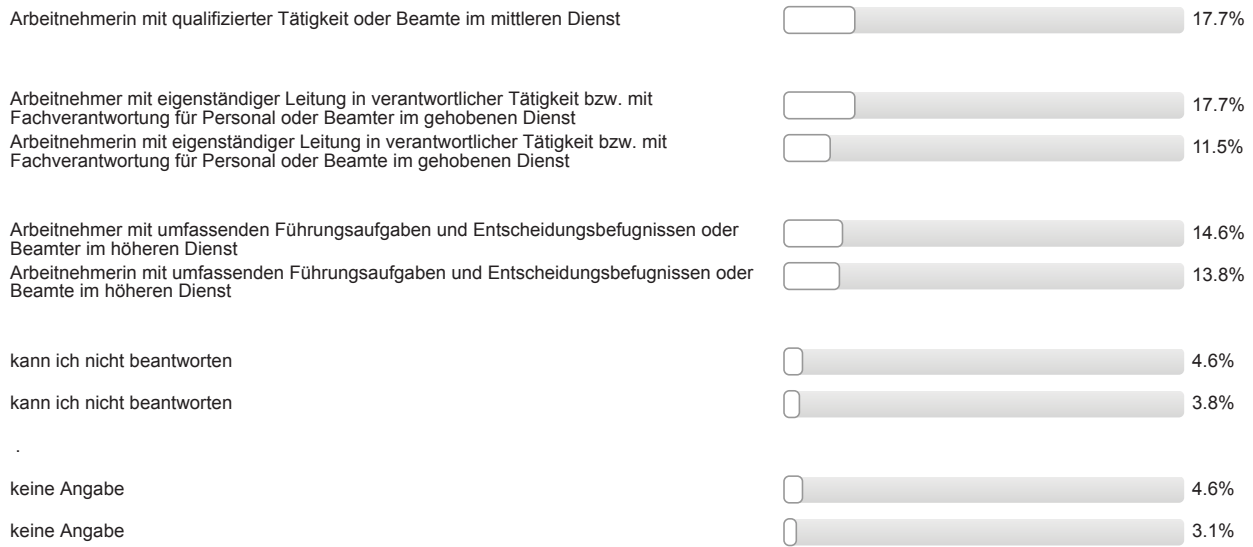 Arbeitnehmerin mit qualifizierter Tätigkeit oder Beamte im mittleren Dienst 17.7%
Arbeitnehmer mit eigenständiger Leitung in verantwortlicher Tätigkeit bzw. mit
Fachverantwortung für Personal oder Beamter im gehobenen Dienst 17.7%
Arbeitnehmerin mit eigenständiger Leitung in verantwortlicher Tätigkeit bzw. mit
Fachverantwortung für Personal oder Beamte im gehobenen Dienst 11.5%
Arbeitnehmer mit umfassenden Führungsaufgaben und Entscheidungsbefugnissen oder
Beamter im höheren Dienst 14.6%
Arbeitnehmerin mit umfassenden Führungsaufgaben und Entscheidungsbefugnissen oder
Beamte im höheren Dienst 13.8%
kann ich nicht beantworten 4.6%
kann ich nicht beantworten 3.8%
.
keine Angabe 4.6%
keine Angabe 3.1%